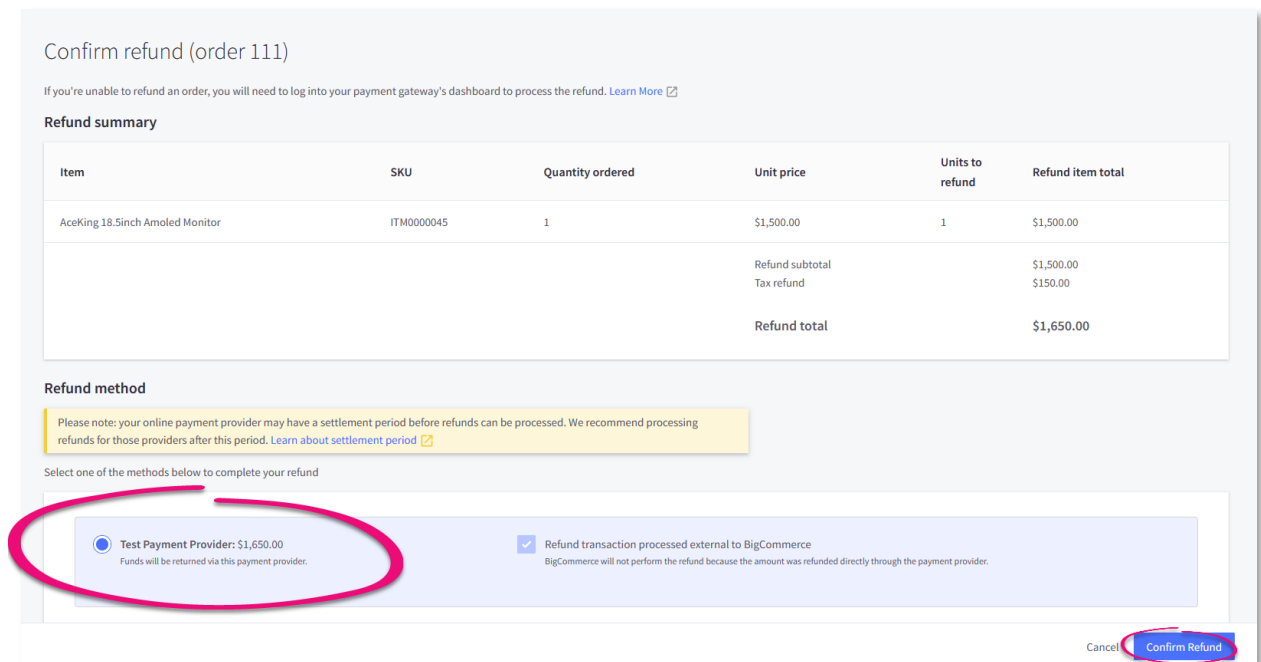 Confirm refund (order 111)
If you're unable to refund an order, you will need to log into your payment gateway's dashboard to process the refund. Learn More
Refund summary
Item SKU Quantity ordered Unit price Units to refund Refund item total
AceKing 18.5inch Amoled Monitor ITM0000045 1 $1,500.00 1 $1,500.00
Refund subtotal $1,500.00
Tax refund $150.00
Refund total $1,650.00
Refund method
Please note: your online payment provider may have a settlement period before refunds can be processed. We recommend processing
refunds for those providers after this period. Learn about settlement period
Select one of the methods below to complete your refund
Test Payment Provider: $1,650.00 Refund transaction processed external to BigCommerce
Funds will be returned via this payment provider. BigCommerce will not perform the refund because the amount was refunded directly through the payment provider.
Cancel Confirm Refund